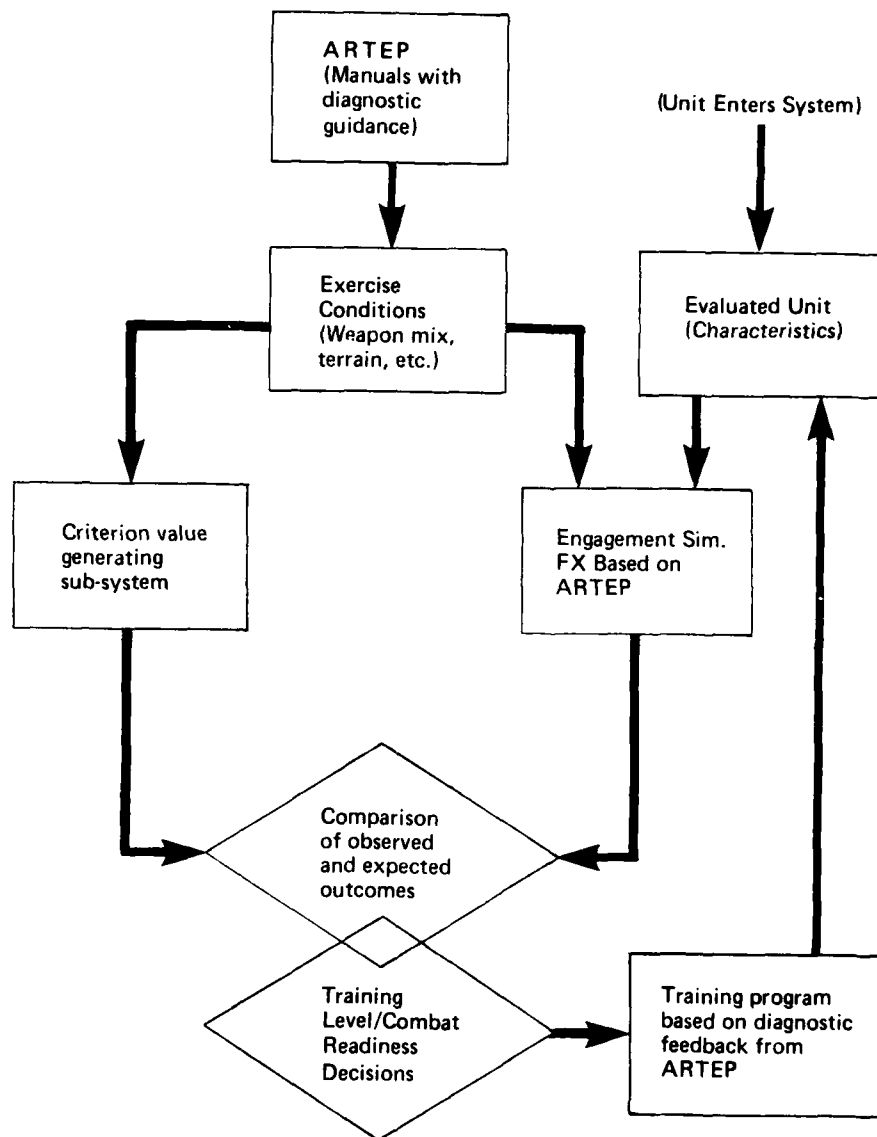 ARTEP
(Manuals with
diagnostic
guidance)
(Unit Enters System)
Exercise
Conditions
(Weapon mix,
terrain, etc.)
Evaluated Unit
(Characteristics)
Criterion value
generating
sub-system
Engagement Sim.
FX Based on
ARTEP
Comparison
of observed
and expected
outcomes
Training
Level/Combat
Readiness
Decisions
Training program
based on diagnostic
feedback from
ARTEP